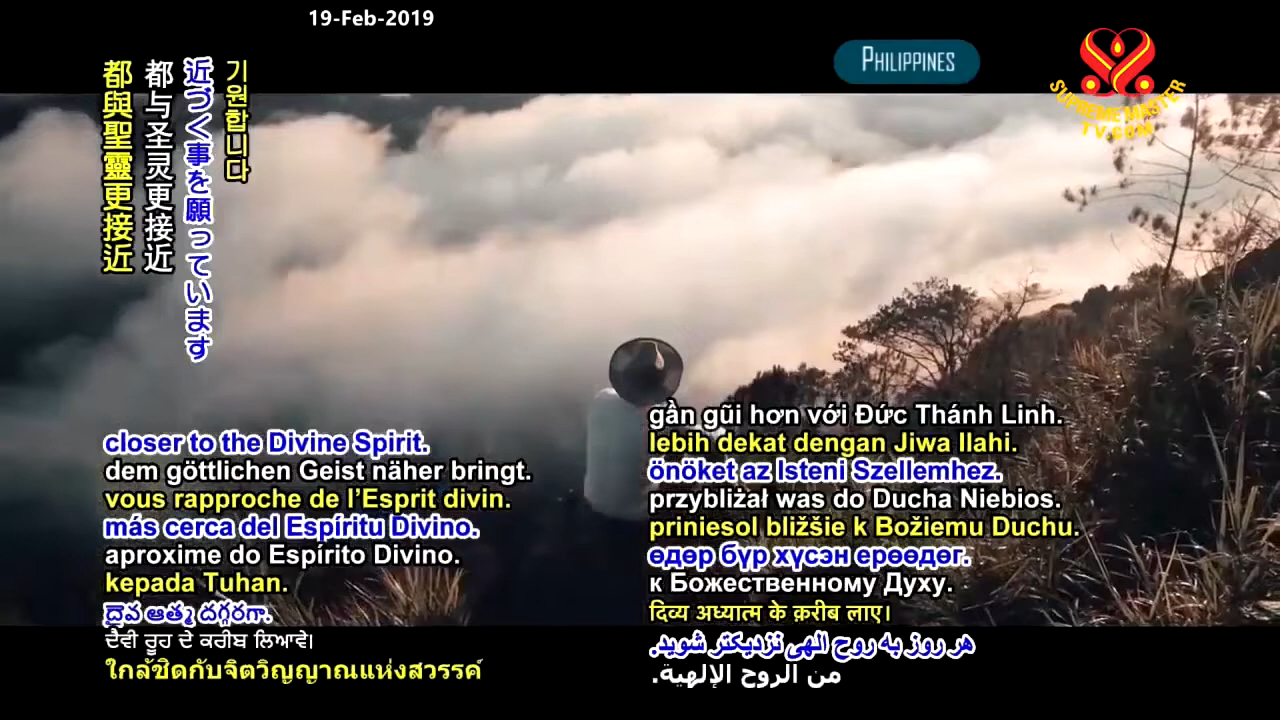 19-Feb-2019
PHILIPPINES
SUPREME MASTER
TV.COM
기원합니다
近づく事を願っています
都与圣灵更接近
都與聖靈更接近
closer to the Divine Spirit.
dem göttlichen Geist näher bringt.
vous rapproche de l’Esprit divin.
más cerca del Espíritu Divino.
aproxime do Espírito Divino.
kepada Tuhan.
దైవ ఆత్మ దగ్గరగా.
ਦੈਵੀ ਰੂਹ ਦੇ ਕਰੀਬ ਲਿਆਵੇ।
ใกล้ชิดกับจิตวิญญาณแห่งสวรรค์
gần gũi hơn với Đức Thánh Linh.
lebih dekat dengan Jiwa Ilahi.
önöket az Isteni Szellemhez.
przybliżał was do Ducha Niebios.
priniesol bližšie k Božiemu Duchu.
өдөр бүр хүсэн ерөөдөг.
к Божественному Духу.
दिव्य अध्यात्म के क़रीब लाए।
هر روز به روح الهی نزدیکتر شوید.
من الروح الإلهية.